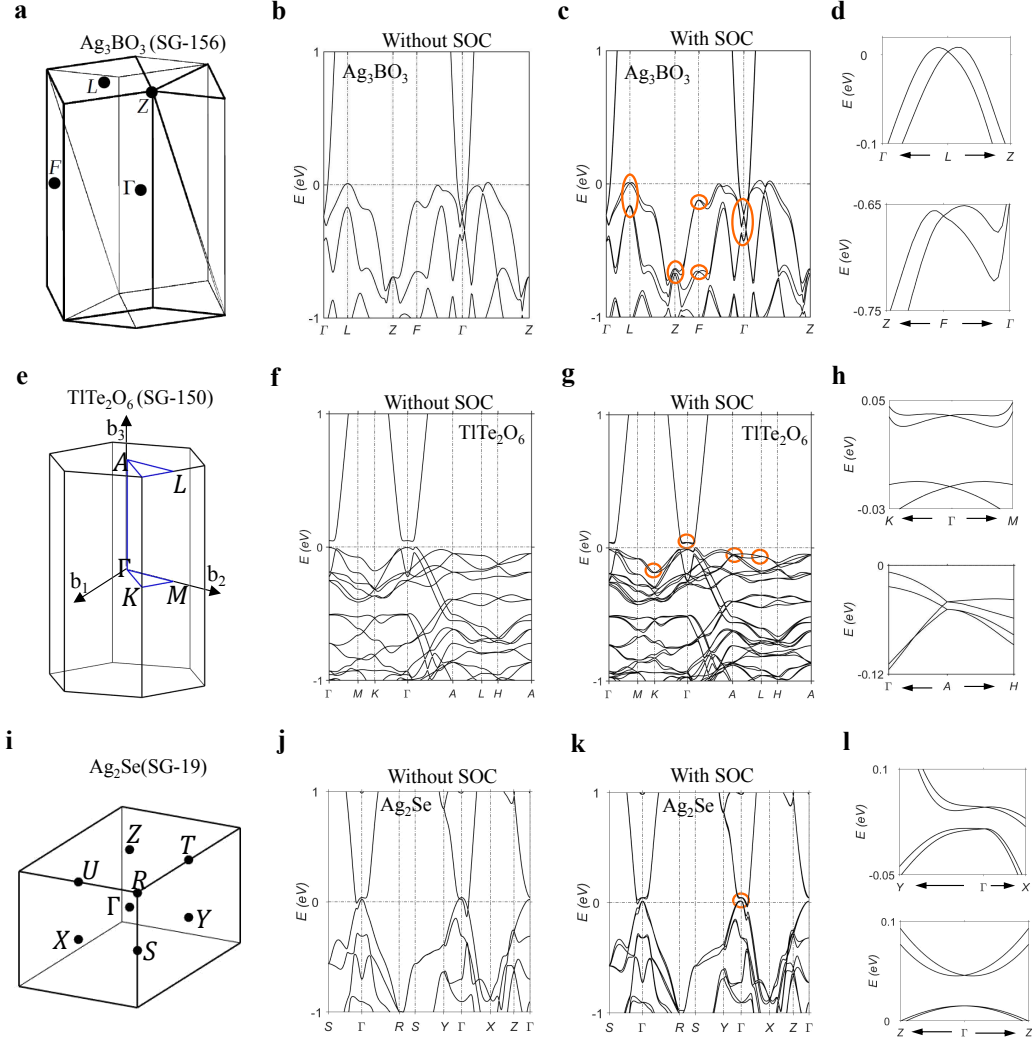 a
Ag₃BO₃ (SG-156)
L
Z
F
Γ
b
Without SOC
Ag₃BO₃
1
0
-1
E (eV)
Γ L Z F Γ Z
c
With SOC
Ag₃BO₃
1
0
-1
E (eV)
Γ L Z F Γ Z
d
0
-0.1
E (eV)
Γ L Z
-0.65
-0.75
E (eV)
Z F Γ
e
TlTe₂O₆ (SG-150)
b₃
A
L
Γ
b₁
b₂
K
M
f
Without SOC
TlTe₂O₆
1
0
-1
E (eV)
Γ M K Γ A L H A
g
With SOC
TlTe₂O₆
1
0
-1
E (eV)
Γ M K Γ A L H A
h
0.05
-0.03
E (eV)
K Γ M
0
-0.12
E (eV)
Γ A H
i
Ag₂Se(SG-19)
Z
T
U
R
Γ
Y
X
S
j
Without SOC
Ag₂Se
1
0
-1
E (eV)
S Γ R S Y Γ X Z Γ
k
With SOC
Ag₂Se
1
0
-1
E (eV)
S Γ R S Y Γ X Z Γ
l
0.1
-0.05
E (eV)
Y Γ X
0.1
0
E (eV)
Z Γ Z